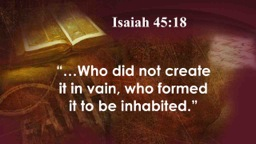 Isaiah 45:18
“…Who did not create
it in vain, who formed
it to be inhabited.”